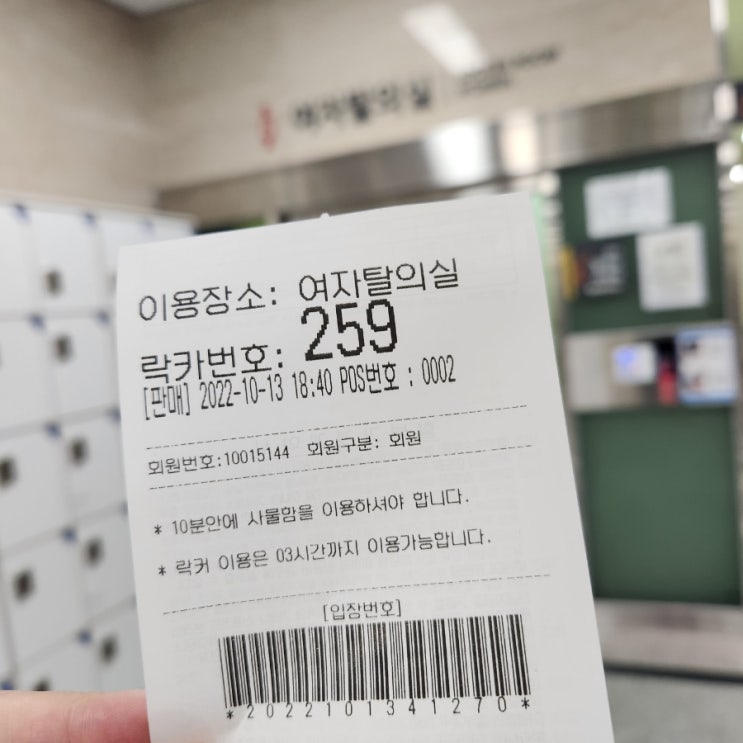 여자탈의실
이용장소: 여자탈의실
락카번호: 259
[판매] 2022-10-13 18:40 POS번호 : 0002
회원번호:10015144 회원구분: 회원
* 10분안에 사물함을 이용하셔야 합니다.
* 락커 이용은 03시간까지 이용가능합니다.
[입장번호]
*2022101341270*